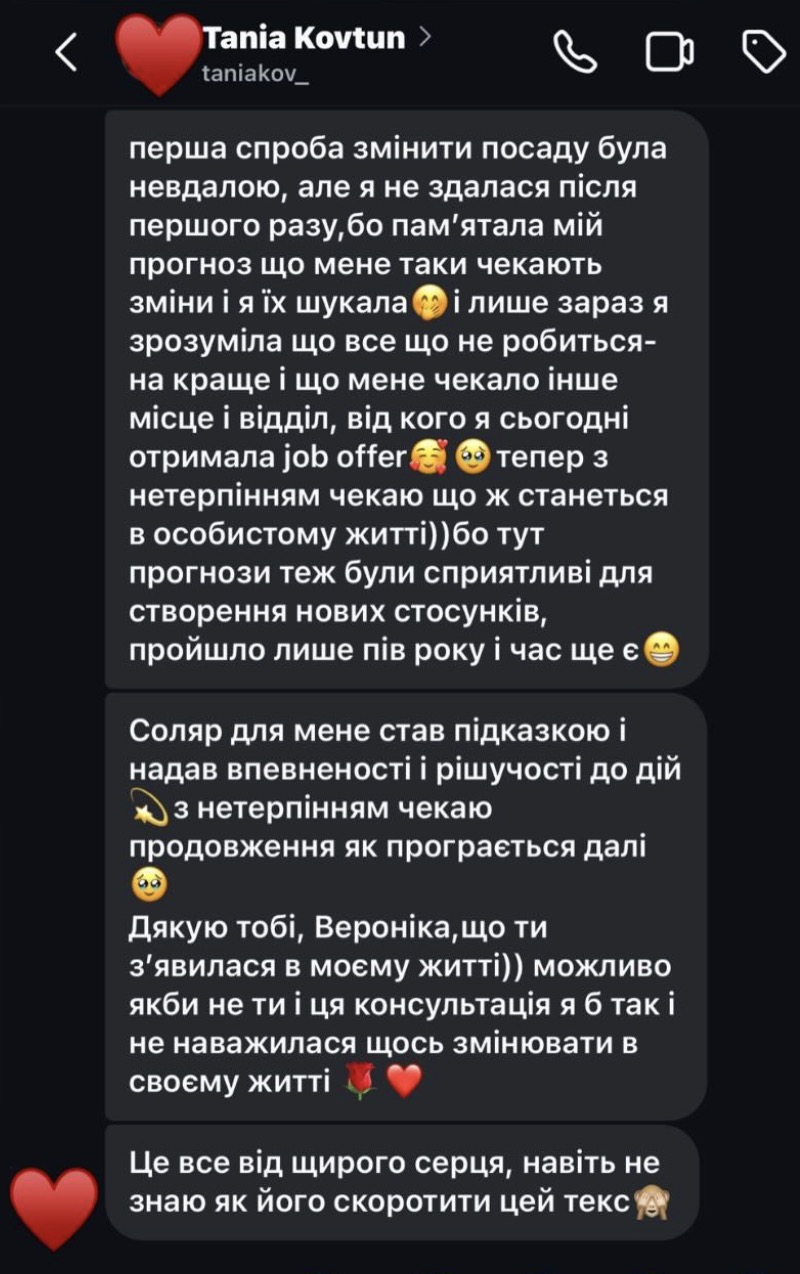 Tania Kovtun
taniakov_
перша спроба змінити посаду була
невдалою, але я не здалася після
першого разу,бо пам’ятала мій
прогноз що мене таки чекають
зміни і я їх шукала🤭і лише зараз я
зрозуміла що все що не робиться-
на краще і що мене чекало інше
місце і відділ, від кого я сьогодні
отримала job offer🥰🥹тепер з
нетерпінням чекаю що ж станеться
в особистому житті))бо тут
прогнози теж були сприятливі для
створення нових стосунків,
пройшло лише пів року і час ще є😁
Соляр для мене став підказкою і
надав впевненості і рішучості до дій
💫з нетерпінням чекаю
продовження як програється далі
🥹
Дякую тобі, Вероніка,що ти
з’явилася в моєму житті)) можливо
якби не ти і ця консультація я б так і
не наважилася щось змінювати в
своєму житті 🌹❤️
Це все від щирого серця, навіть не
знаю як його скоротити цей текс🙈